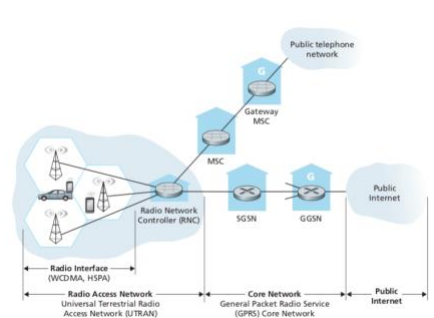 Public telephone
network
G
Gateway
MSC
MSC
G
Radio Network
Controller (RNC)
SGSN
GGSN
Public
Internet
Radio Interface
(WCDMA, HSPA)
Radio Access Network
Universal Terrestrial Radio
Access Network (UTRAN)
Core Network
General Packet Radio Service
(GPRS) Core Network
Public
Internet